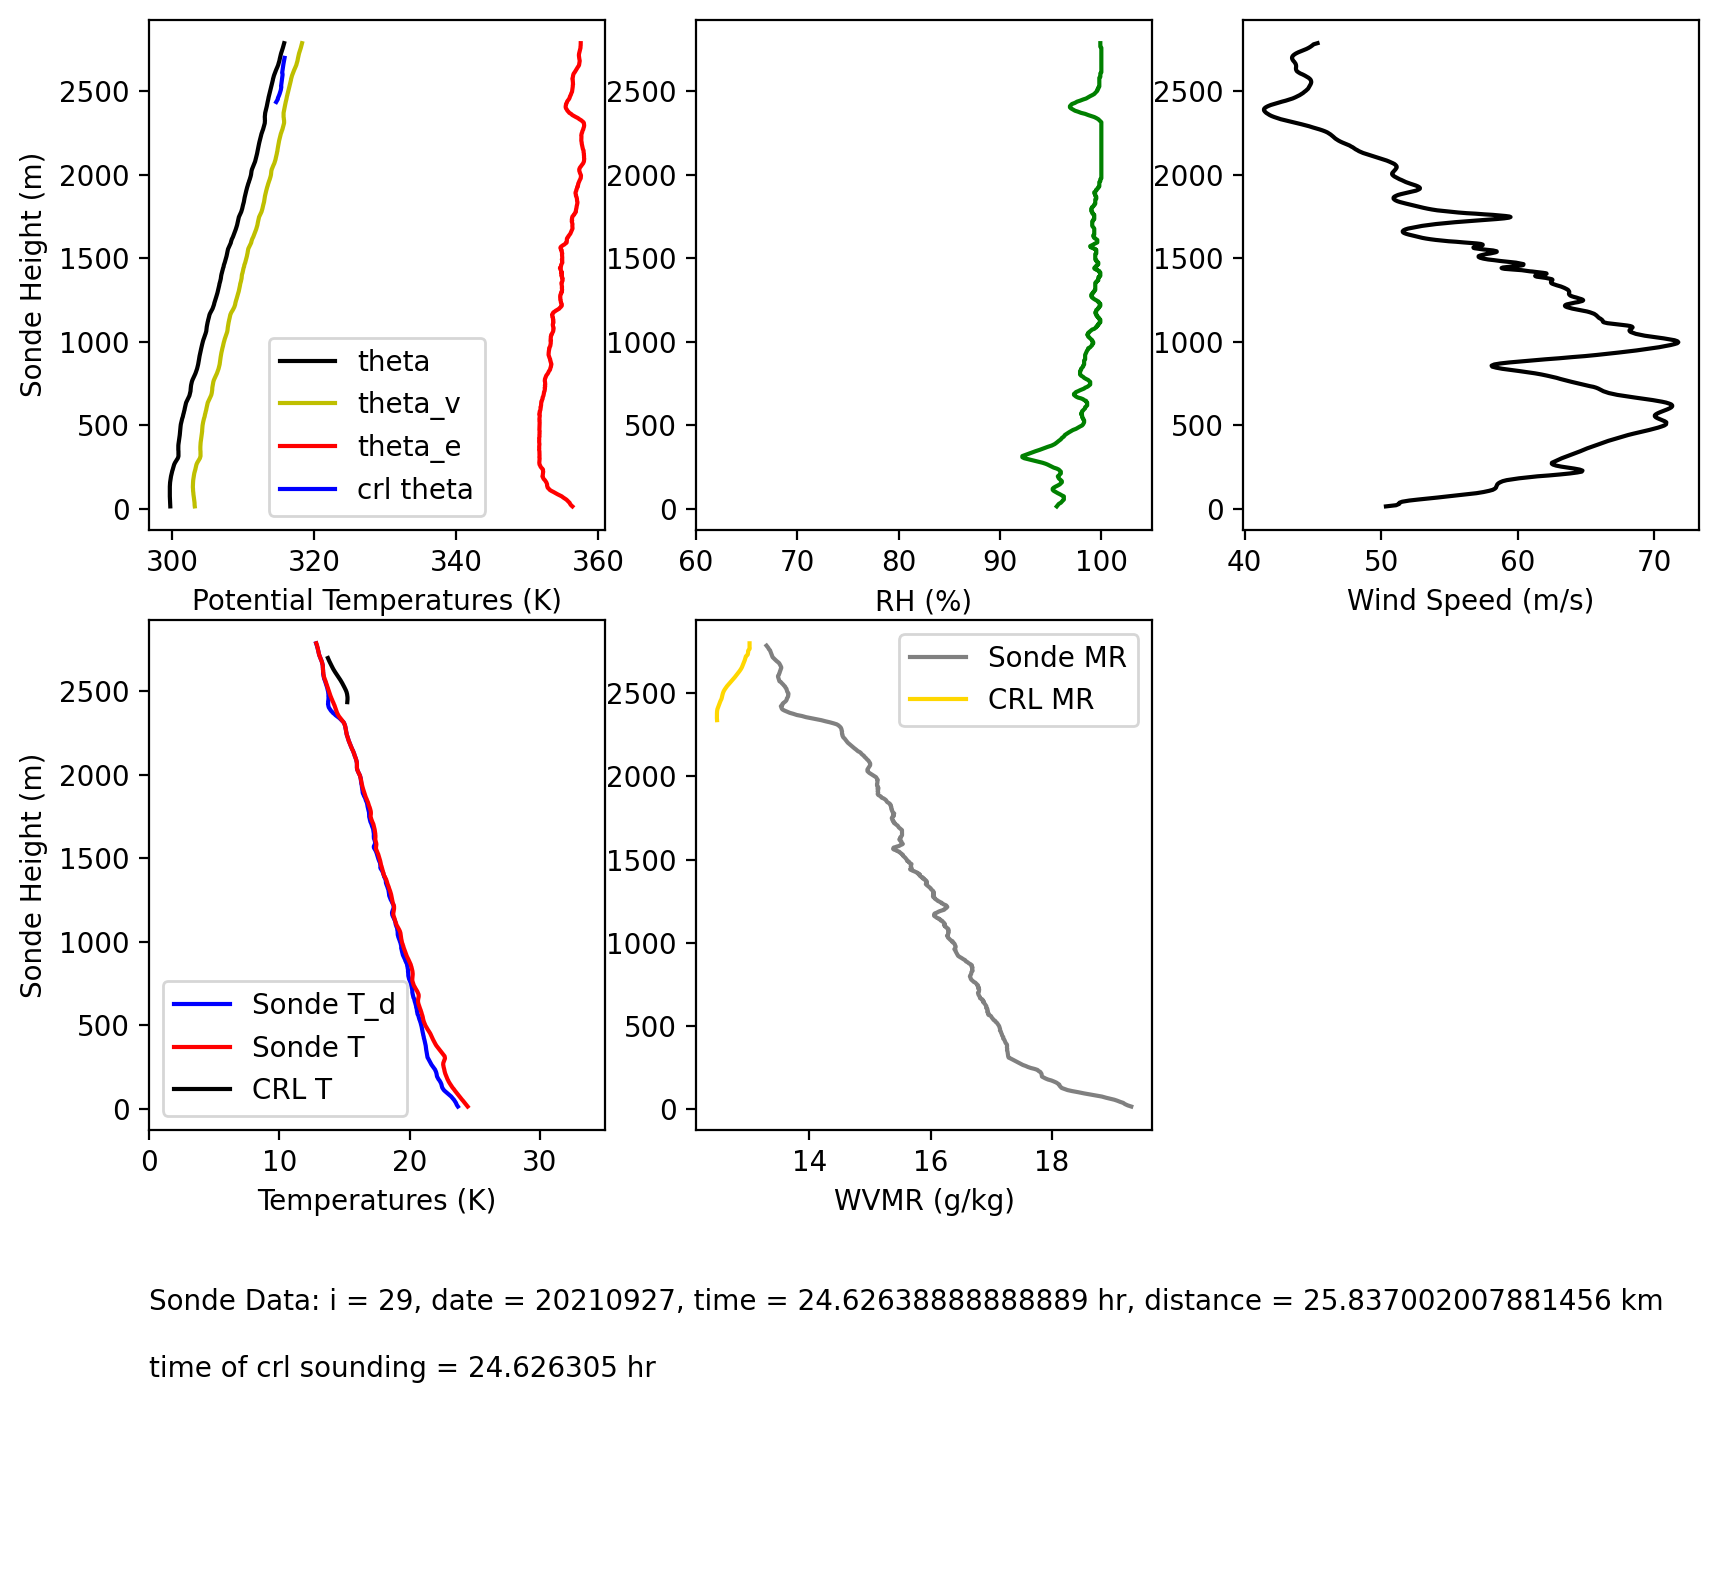 Sonde Height (m)
2500
2000
1500
1000
500
0
theta
theta_v
theta_e
crl theta
300
320
340
360
Potential Temperatures (K)
2500
2000
1500
1000
500
0
60
70
80
90
100
RH (%)
2500
2000
1500
1000
500
0
40
50
60
70
Wind Speed (m/s)
Sonde Height (m)
2500
2000
1500
1000
500
0
Sonde T_d
Sonde T
CRL T
0
10
20
30
Temperatures (K)
2500
2000
1500
1000
500
0
Sonde MR
CRL MR
14
16
18
WVMR (g/kg)
Sonde Data: i = 29, date = 20210927, time = 24.62638888888889 hr, distance = 25.837002007881456 km
time of crl sounding = 24.626305 hr